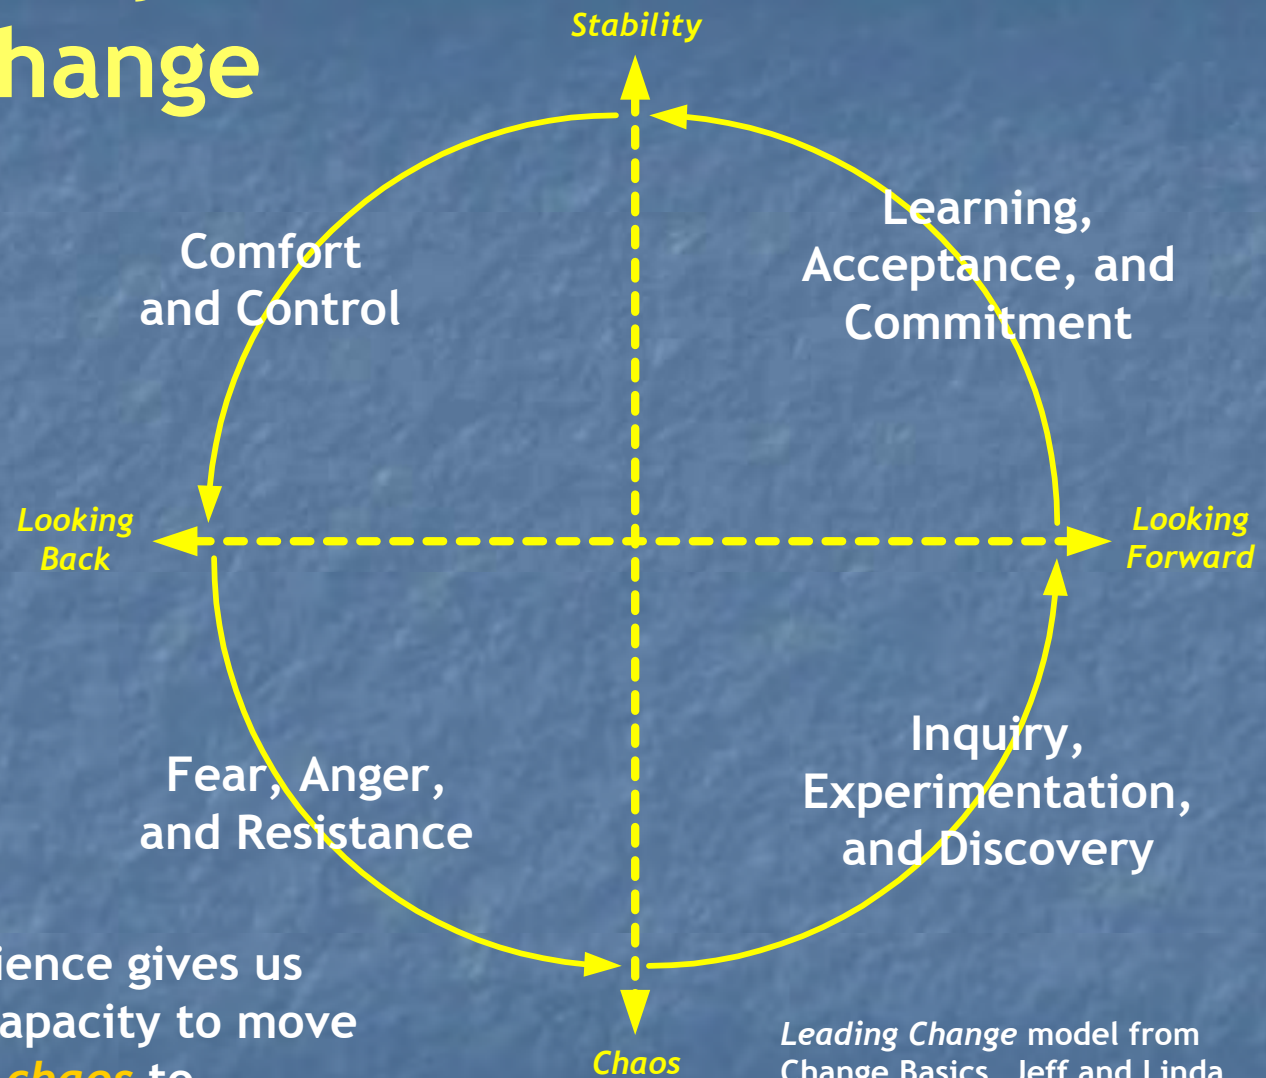 hange
Stability
Comfort
and Control
Learning,
Acceptance, and
Commitment
Looking
Back
Looking
Forward
Fear, Anger,
and Resistance
Inquiry,
Experimentation,
and Discovery
ience gives us
apacity to move
chaos to
Chaos
Leading Change model from
Change Basics, Jeff and Linda